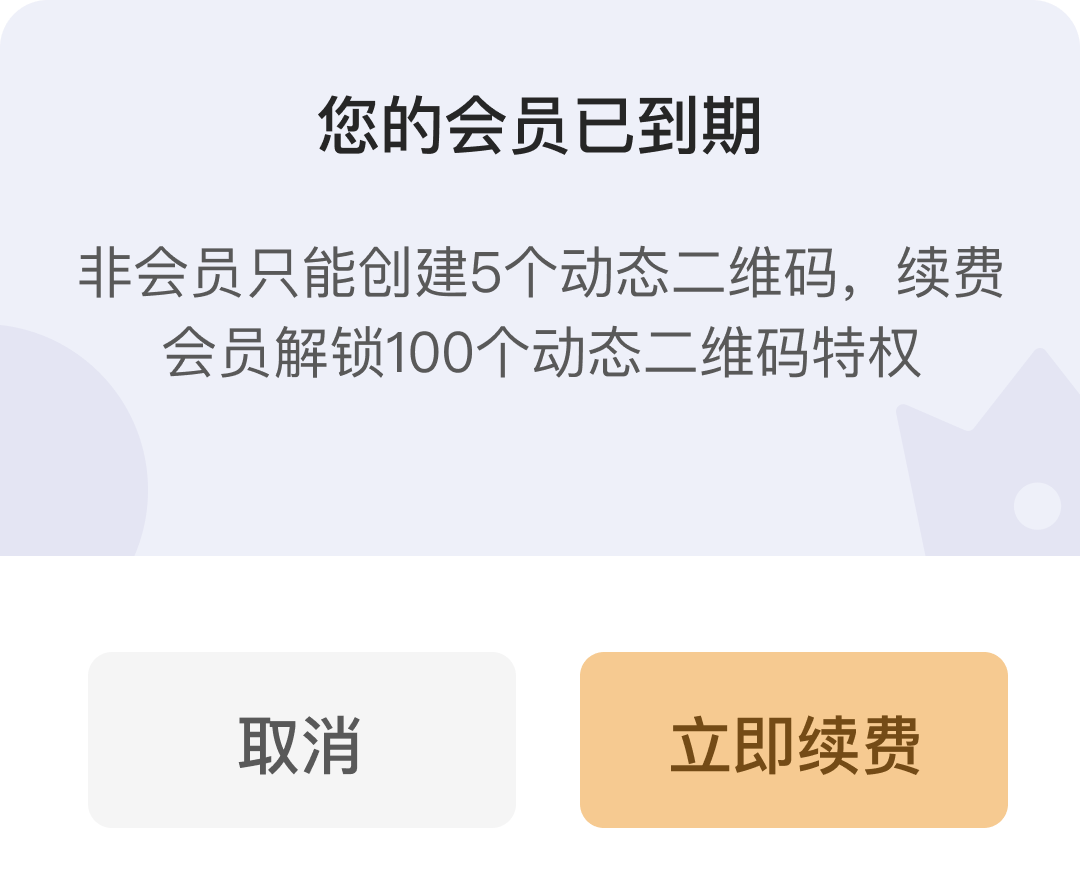 您的会员已到期
非会员只能创建5个动态二维码，续费
会员解锁100个动态二维码特权
取消
立即续费